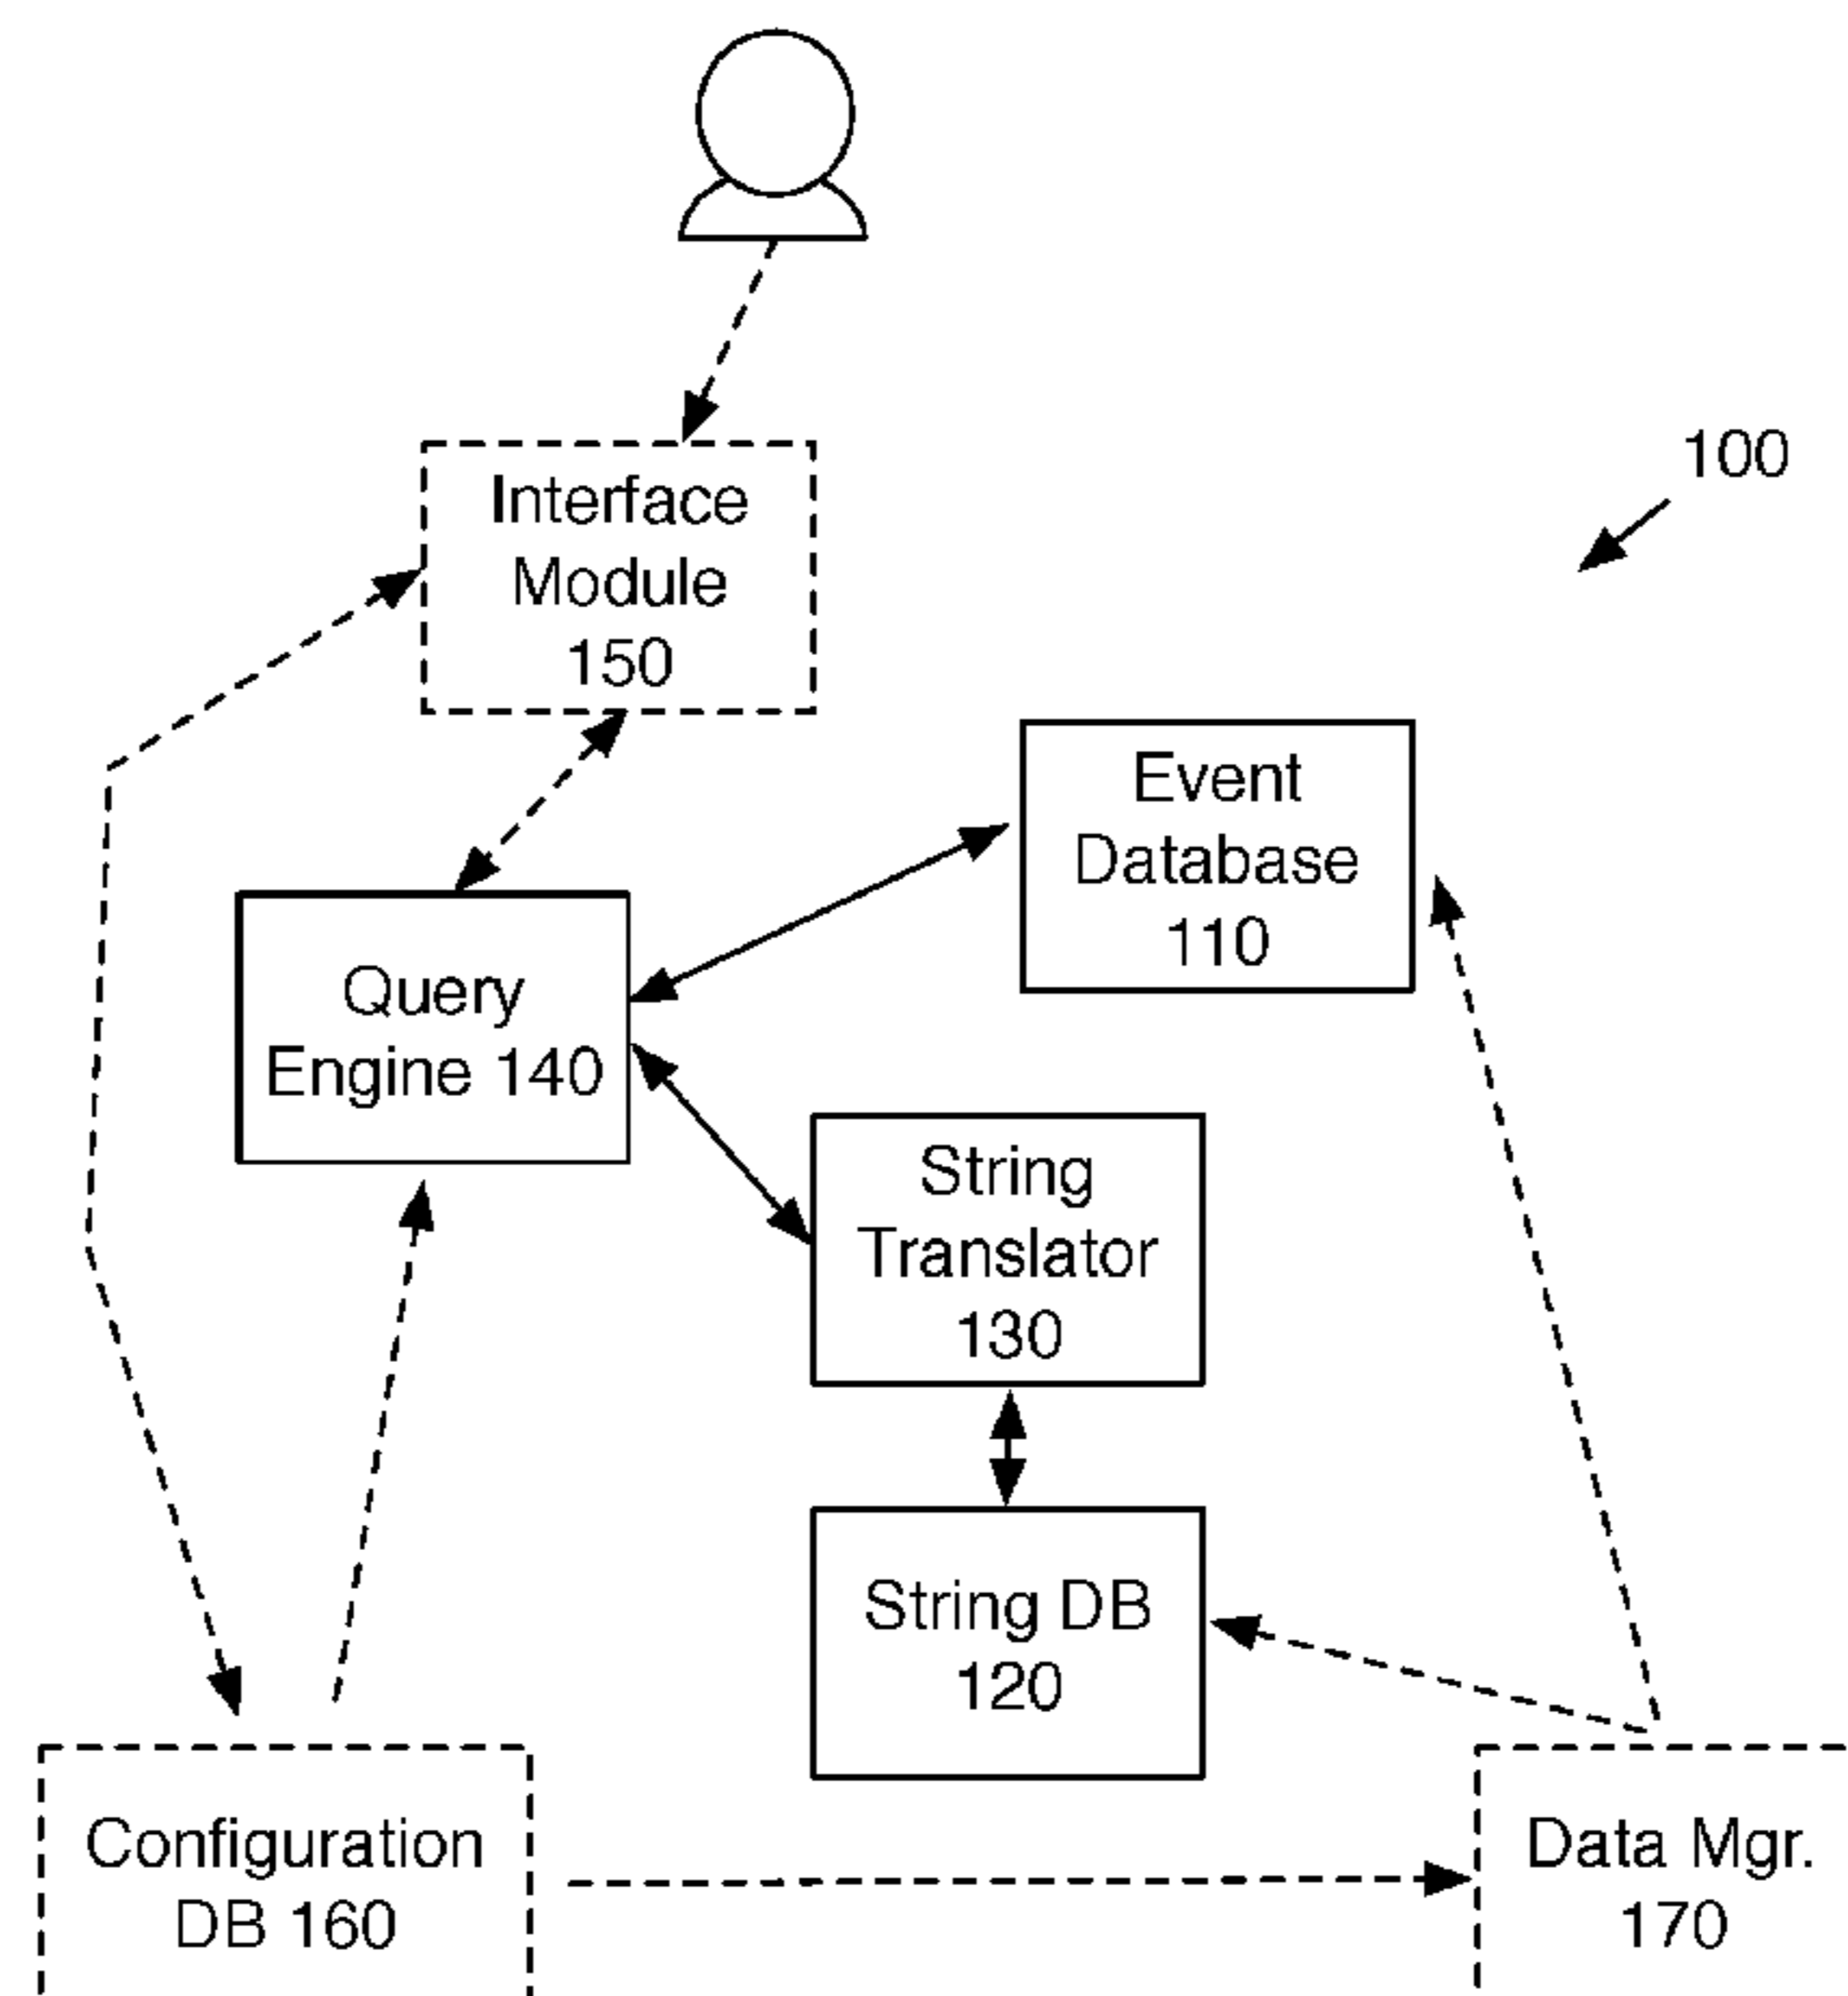 100
Interface
Module
150
Event
Database
110
Query
Engine 140
String
Translator
130
String DB
120
Configuration
DB 160
Data Mgr.
170